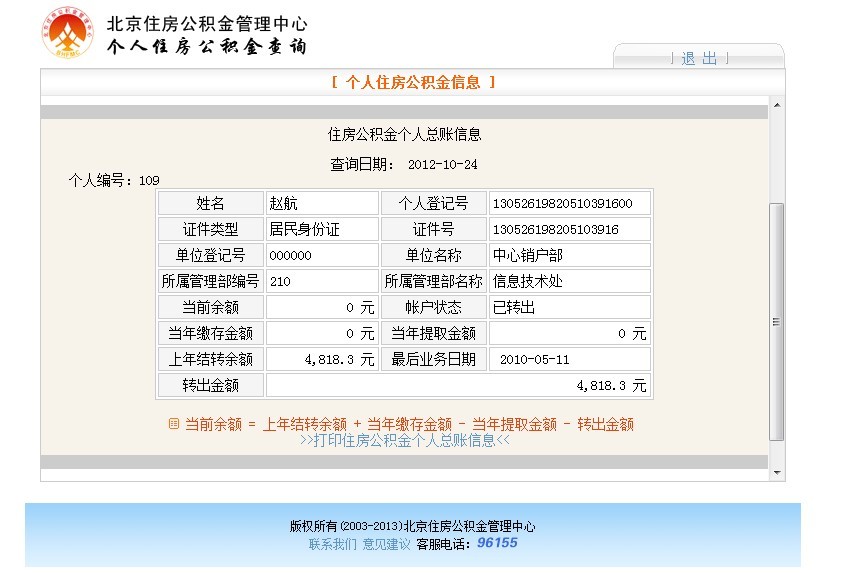 北京住房公积金管理中心
个人住房公积金查询
退 出
[ 个人住房公积金信息 ]
住房公积金个人总账信息
查询日期: 2012-10-24
个人编号: 109
姓名 赵航 个人登记号 13052619820510391600
证件类型 居民身份证 证件号 130526198205103916
单位登记号 000000 单位名称 中心销户部
所属管理部编号 210 所属管理部名称 信息技术处
当前余额 0 元 帐户状态 已转出
当年缴存金额 0 元 当年提取金额 0 元
上年结转余额 4,818.3 元 最后业务日期 2010-05-11
转出金额 4,818.3 元
当前余额 = 上年结转余额 + 当年缴存金额 - 当年提取金额 - 转出金额
>>打印住房公积金个人总账信息<<
版权所有(2003-2013)北京住房公积金管理中心
联系我们 意见建议 客服电话: 96155